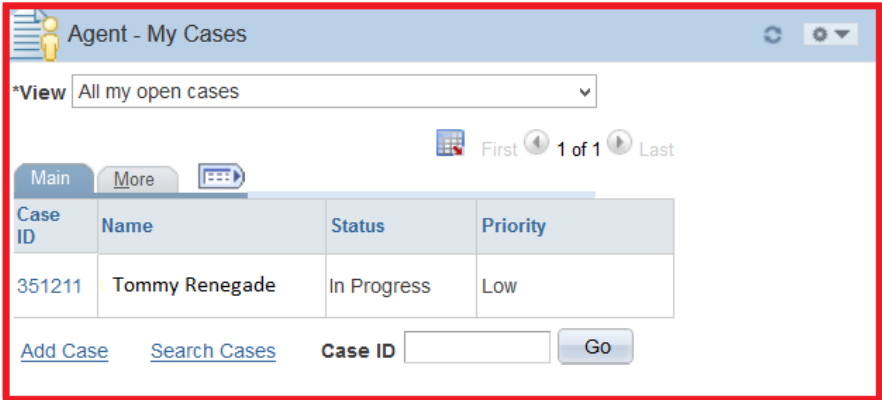 Agent - My Cases
*View All my open cases
First 1 of 1 Last
Main More
Case ID Name Status Priority
351211 Tommy Renegade In Progress Low
Add Case Search Cases Case ID Go